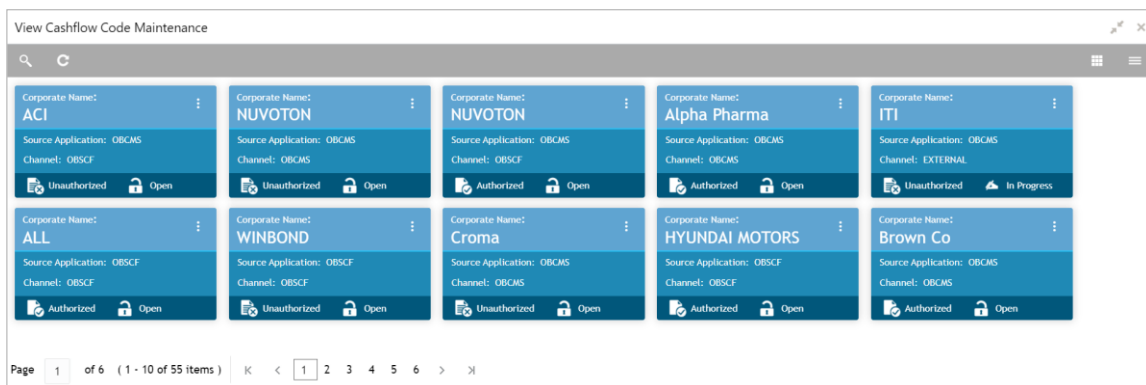 View Cashflow Code Maintenance
Corporate Name:
ACI
Source Application: OBCMS
Channel: OBSCF
Unauthorized Open
Corporate Name:
NUVOTON
Source Application: OBCMS
Channel: OBCMS
Unauthorized Open
Corporate Name:
NUVOTON
Source Application: OBCMS
Channel: OBSCF
Authorized Open
Corporate Name:
Alpha Pharma
Source Application: OBCMS
Channel: OBCMS
Authorized Open
Corporate Name:
ITI
Source Application: OBCMS
Channel: EXTERNAL
Unauthorized In Progress
Corporate Name:
ALL
Source Application: OBSCF
Channel: OBSCF
Authorized Open
Corporate Name:
WINBOND
Source Application: OBSCF
Channel: OBSCF
Unauthorized Open
Corporate Name:
Croma
Source Application: OBCMS
Channel: OBCMS
Unauthorized Open
Corporate Name:
HYUNDAI MOTORS
Source Application: OBSCF
Channel: OBSCF
Authorized Open
Corporate Name:
Brown Co
Source Application: OBCMS
Channel: OBCMS
Authorized Open
Page 1 of 6 ( 1 - 10 of 55 items ) 1 2 3 4 5 6